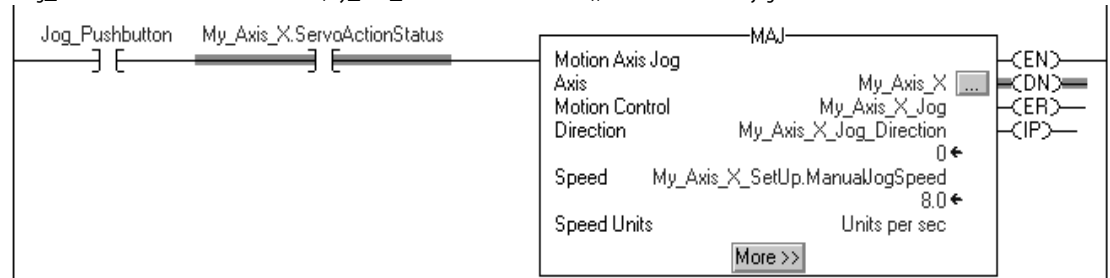 Jog_Pushbutton My_Axis_X.ServoActionStatus
MAJ
Motion Axis Jog
Axis My_Axis_X ...
Motion Control My_Axis_X_Jog
Direction My_Axis_X_Jog_Direction
0
Speed My_Axis_X_SetUp.ManualJogSpeed
8.0
Speed Units Units per sec
More >>
EN
DN
ER
IP